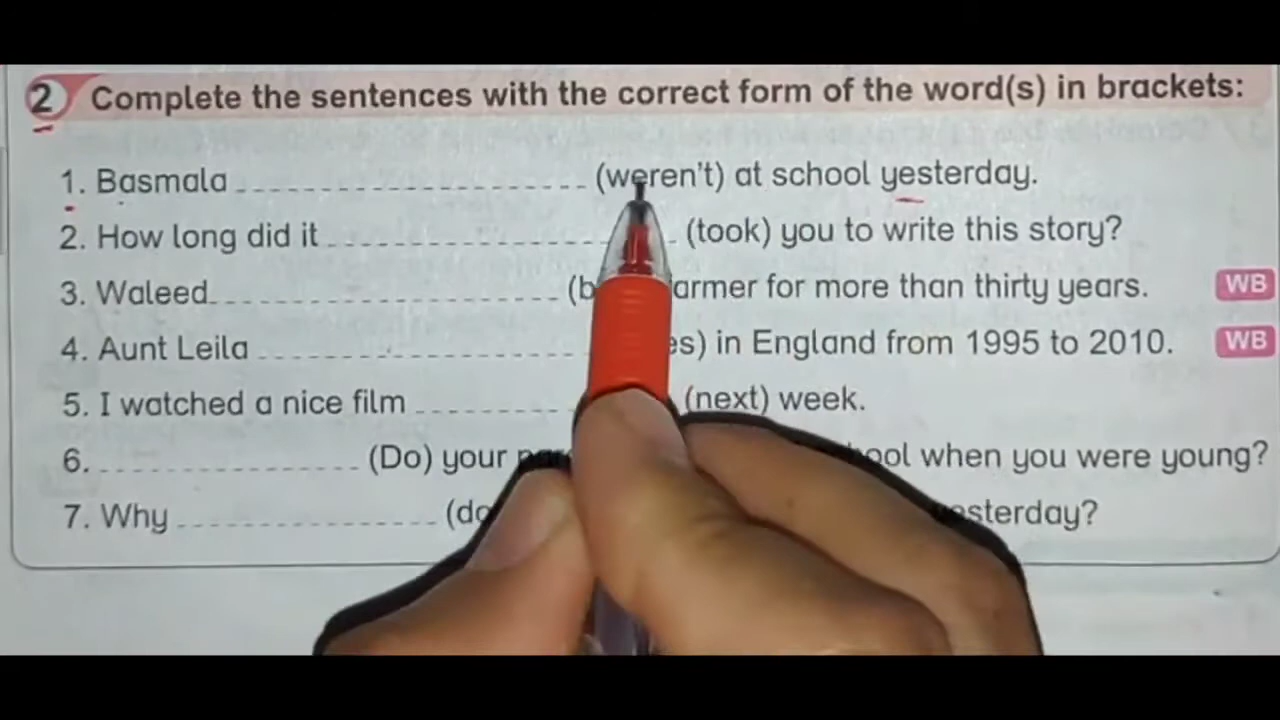 2 Complete the sentences with the correct form of the word(s) in brackets:
1. Basmala (weren't) at school yesterday.
2. How long did it (took) you to write this story?
3. Waleed for more than thirty years. WB
4. Aunt Leila in England from 1995 to 2010. WB
5. I watched a nice film (next) week.
6. (Do) your when you were young?
7. Why